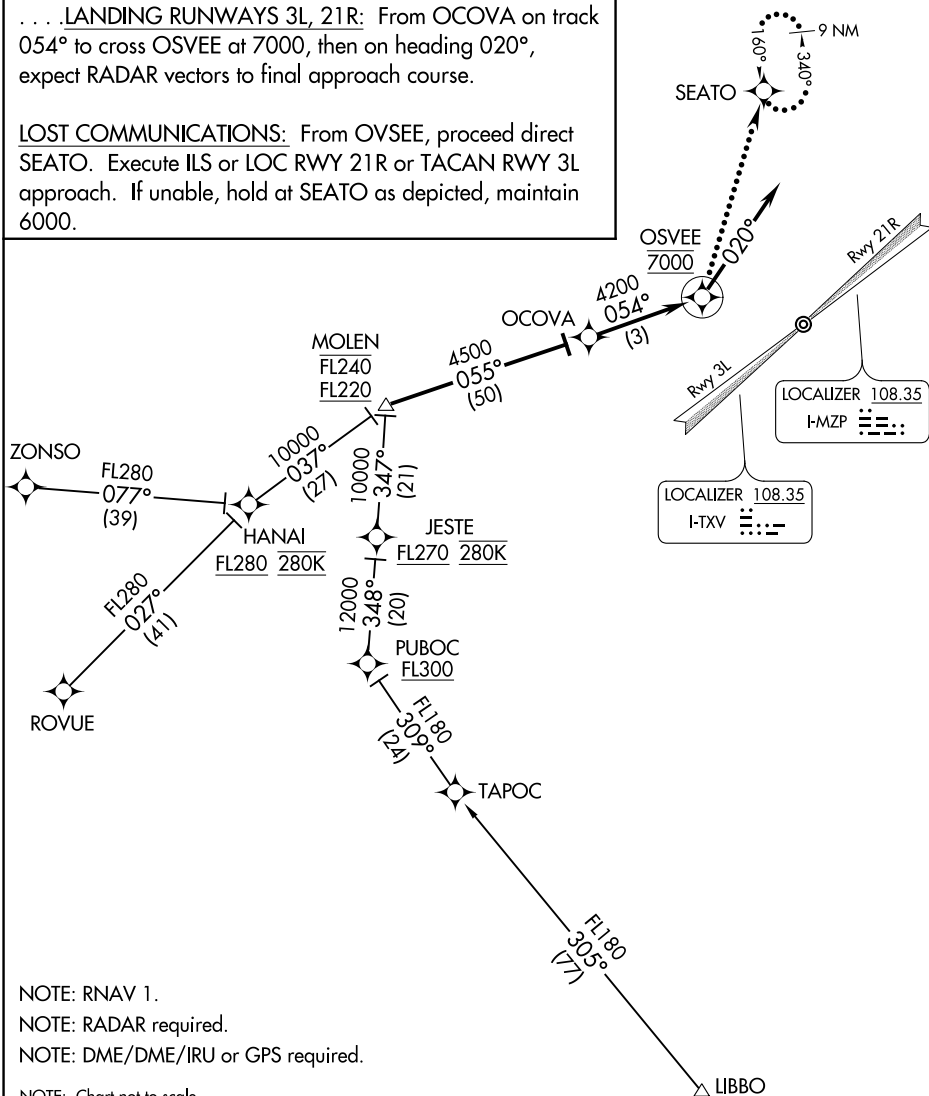 . . . .LANDING RUNWAYS 3L, 21R: From OCOVA on track
054° to cross OSVEE at 7000, then on heading 020°,
expect RADAR vectors to final approach course.
LOST COMMUNICATIONS: From OVSEE, proceed direct
SEATO. Execute ILS or LOC RWY 21R or TACAN RWY 3L
approach. If unable, hold at SEATO as depicted, maintain
6000.
9 NM
160°
340°
SEATO
OSVEE
7000
020°
Rwy 21R
Rwy 3L
4200
054°
(3)
OCOVA
MOLEN
FL240
FL220
4500
055°
(50)
LOCALIZER 108.35
I-MZP
LOCALIZER 108.35
I-TXV
ZONSO
FL280
077°
(39)
10000
037°
(27)
10000
347°
(21)
HANAI
FL280 280K
JESTE
FL270 280K
FL280
027°
(41)
12000
348°
(20)
PUBOC
FL300
ROVUE
FL180
309°
(24)
TAPOC
FL180
305°
(77)
NOTE: RNAV 1.
NOTE: RADAR required.
NOTE: DME/DME/IRU or GPS required.
NOTE: Chart not to scale.
LIBBO